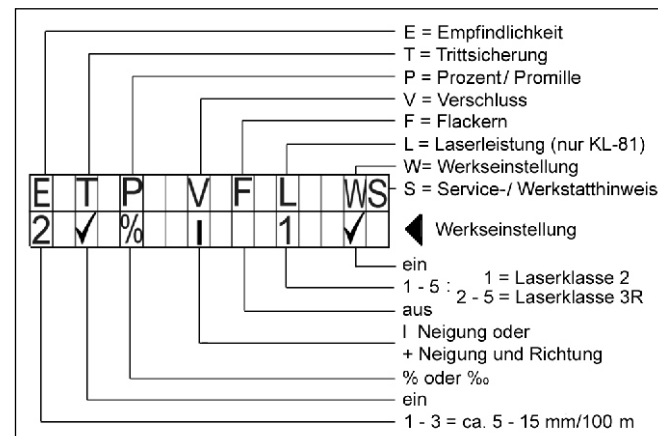 E = Empfindlichkeit
T = Trittsicherung
P = Prozent / Promille
V = Verschluss
F = Flackern
L = Laserleistung (nur KL-81)
W= Werkseinstellung
S = Service-/ Werkstatthinweis
E T P V F L W S
2 ✓ % I 1 ✓ ◀ Werkseinstellung
ein
1 - 5 : 1 = Laserklasse 2
2 - 5 = Laserklasse 3R
aus
I Neigung oder
+ Neigung und Richtung
% oder ‰
ein
1 - 3 = ca. 5 - 15 mm/100 m